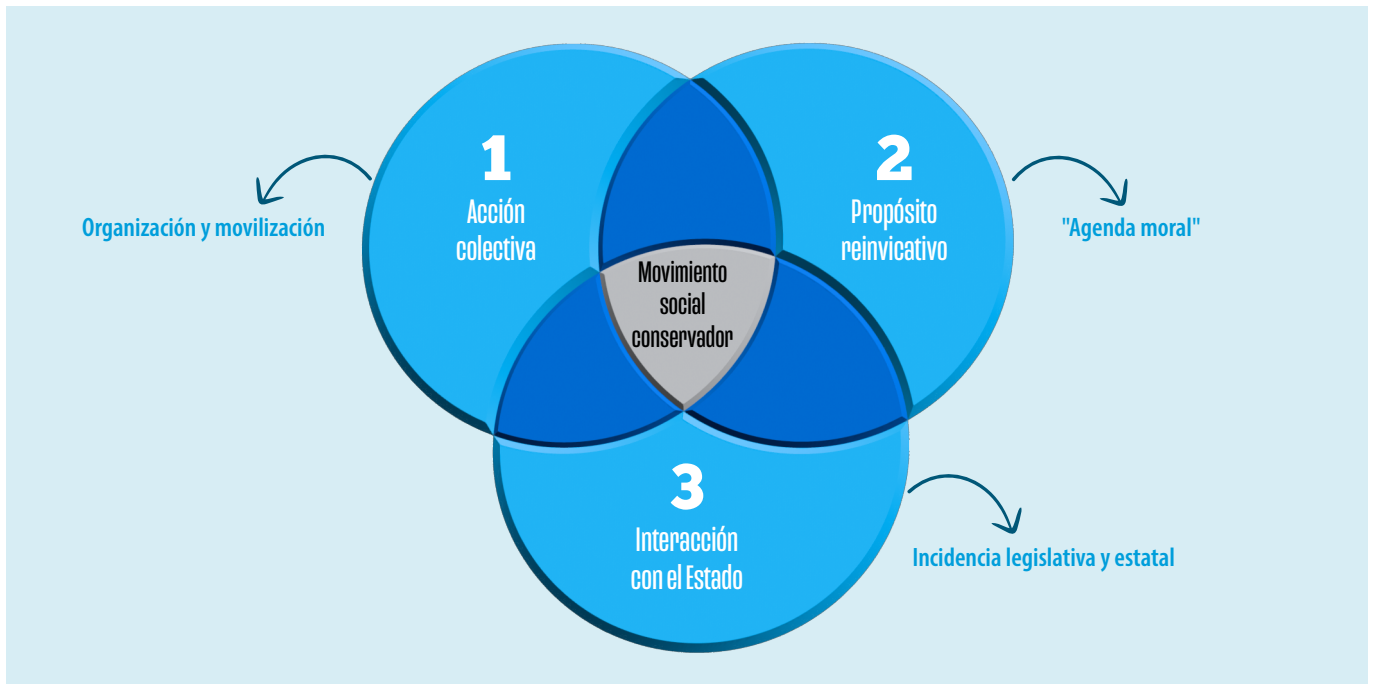 1
Acción
colectiva
Organización y movilización
2
Propósito
reinvicativo
"Agenda moral"
Movimiento
social
conservador
3
Interacción
con el Estado
Incidencia legislativa y estatal